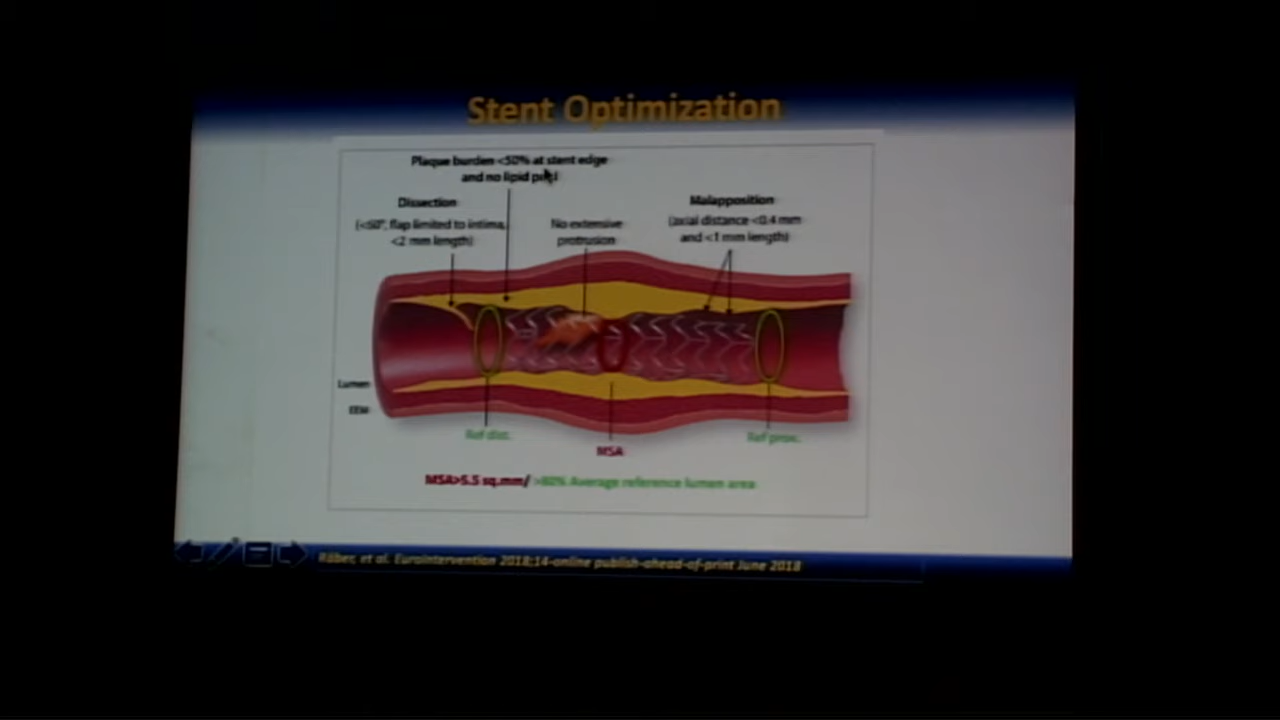 Stent Optimization
Plaque burden <50% at stent edge
and no lipid pool
Dissection
(<60°, flap limited to intima,
<2 mm length)
No extensive
protrusion
Malapposition
(axial distance <0.4 mm
and <1 mm length)
Lumen
EEM
Ref dist.
MSA
Ref prox.
MSA>5.5 sq.mm/ >80% Average reference lumen area
Räber, et al. Eurointervention 2018;14-online publish-ahead-of-print June 2018